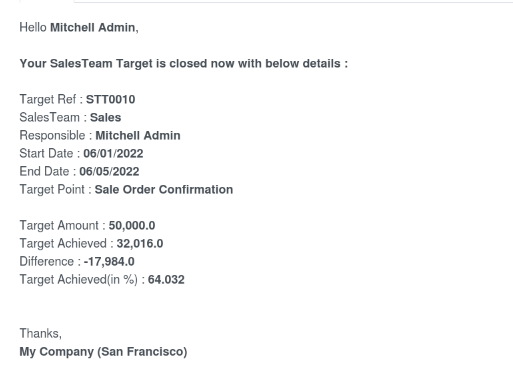 Hello Mitchell Admin,
Your SalesTeam Target is closed now with below details :
Target Ref : STT0010
SalesTeam : Sales
Responsible : Mitchell Admin
Start Date : 06/01/2022
End Date : 06/05/2022
Target Point : Sale Order Confirmation
Target Amount : 50,000.0
Target Achieved : 32,016.0
Difference : -17,984.0
Target Achieved(in %) : 64.032
Thanks,
My Company (San Francisco)